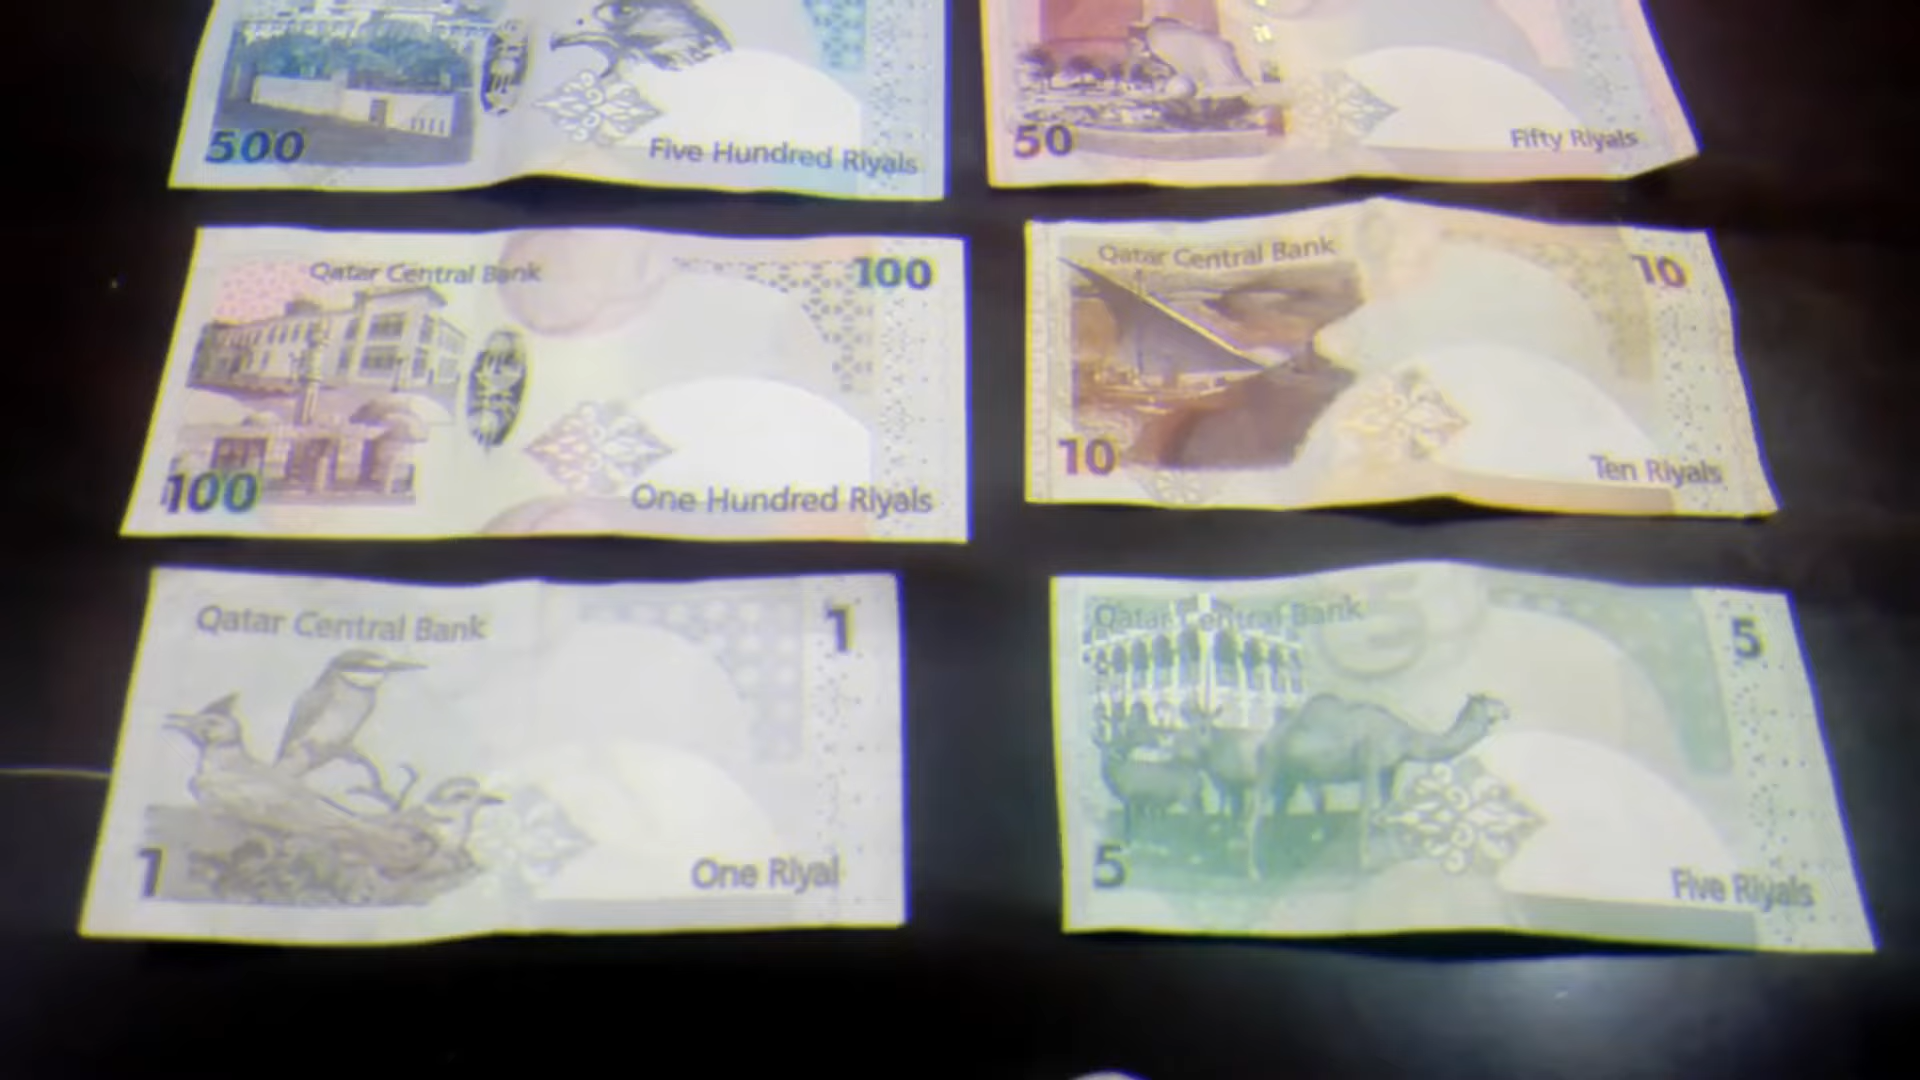 500
Five Hundred Riyals
50
Fifty Riyals
Qatar Central Bank
100
100
One Hundred Riyals
Qatar Central Bank
10
10
Ten Riyals
Qatar Central Bank
1
1
One Riyal
Qatar Central Bank
5
5
Five Riyals